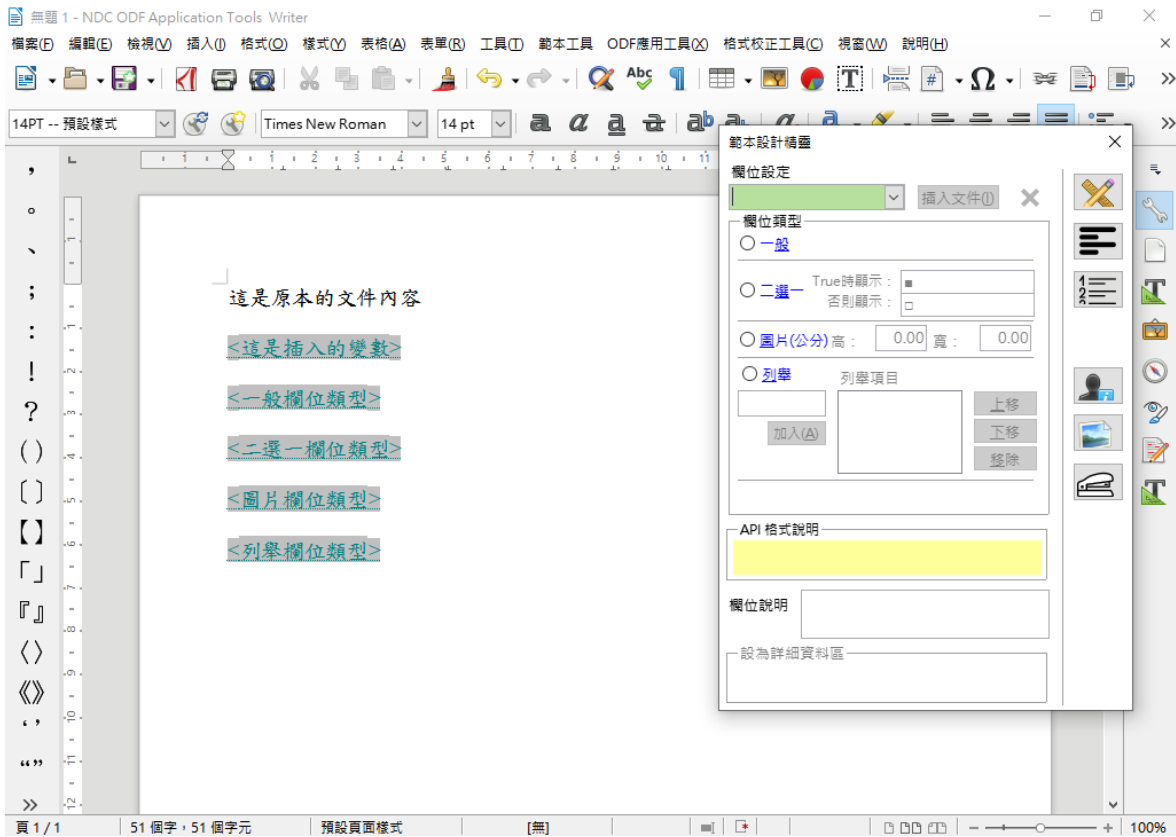 無題 1 - NDC ODF Application Tools Writer
檔案(F) 編輯(E) 檢視(V) 插入(I) 格式(O) 樣式(Y) 表格(A) 表單(R) 工具(T) 範本工具 ODF應用工具(X) 格式校正工具(C) 視窗(W) 說明(H)
14PT -- 預設樣式 Times New Roman 14 pt
範本設計精靈
欄位設定
插入文件(I)
欄位類型
一般
二選一 True時顯示： ■
否則顯示： □
圖片(公分) 高： 0.00 寬： 0.00
列舉 列舉項目
上移
加入(A) 下移
移除
API 格式說明
欄位說明
設為詳細資料區
這是原本的文件內容
<這是插入的變數>
<一般欄位類型>
<二選一欄位類型>
<圖片欄位類型>
<列舉欄位類型>
頁 1 / 1 51 個字，51 個字元 預設頁面樣式 [無] 100%